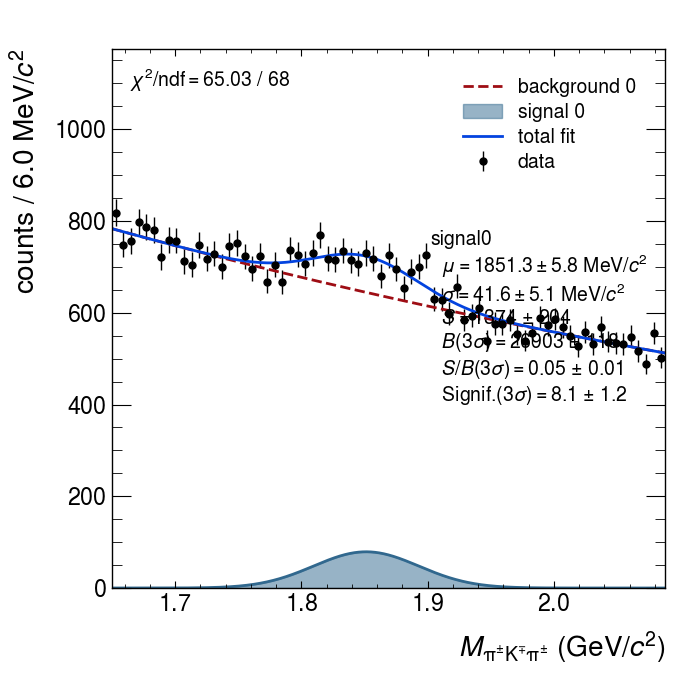 χ²/ndf = 65.03 / 68
background 0
signal 0
total fit
data
signal0
μ = 1851.3 ± 5.8 MeV/c²
σ = 41.6 ± 5.1 MeV/c²
S = ± 204
B(3σ) =
S/B(3σ) = 0.05 ± 0.01
Signif.(3σ) = 8.1 ± 1.2
counts / 6.0 MeV/c²
1000
800
600
400
200
0
1.7 1.8 1.9 2.0
M_π±K∓π± (GeV/c²)